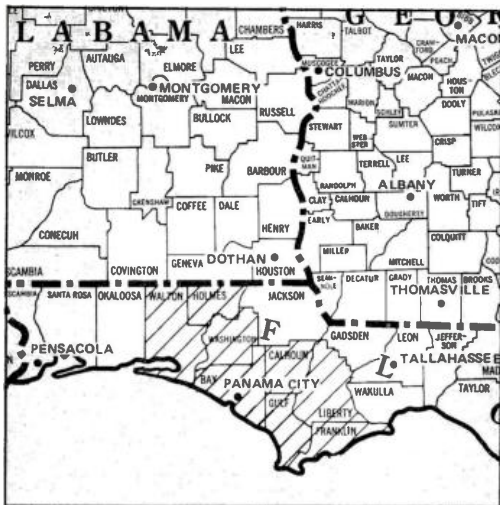 CHAMBERS HARRIS TALBOT
L A B A M A G E O
MACON
PERRY AUTAUGA LEE
DALLAS ELMORE MUSCOGEE TAYLOR PEACH
SELMA MONTGOMERY COLUMBUS
MONTGOMERY MACON MACON HOUSTON
LOWNDES BULLOCK RUSSELL MARION SCHLEY DOOLY PULASKI
WILCOX STEWART SUMTER WILCOX
BUTLER WEBSTER CRISP
PIKE QUITMAN TERRELL LEE
MONROE BARBOUR TURNER
RANDOLPH ALBANY
CRENSHAW COFFEE DALE CLAY CALHOUN WORTH TIFT
EARLY DOUGHERTY
CONECUH HENRY BAKER COLQUITT
DOTHAN MILLER
GENEVA MITCHELL
SCAMBIA COVINGTON HOUSTON SEMINOLE DECATUR GRADY THOMAS BROOKS
ESCAMBIA SANTA ROSA OKALOOSA WALTON HOLMES JACKSON THOMASVILLE
WASHINGTON F GADSDEN LEON JEFFERSON
PENSACOLA CALHOUN L TALLAHASSEE MAD
BAY PANAMA CITY WAKULLA TAYLOR
GULF LIBERTY
FRANKLIN